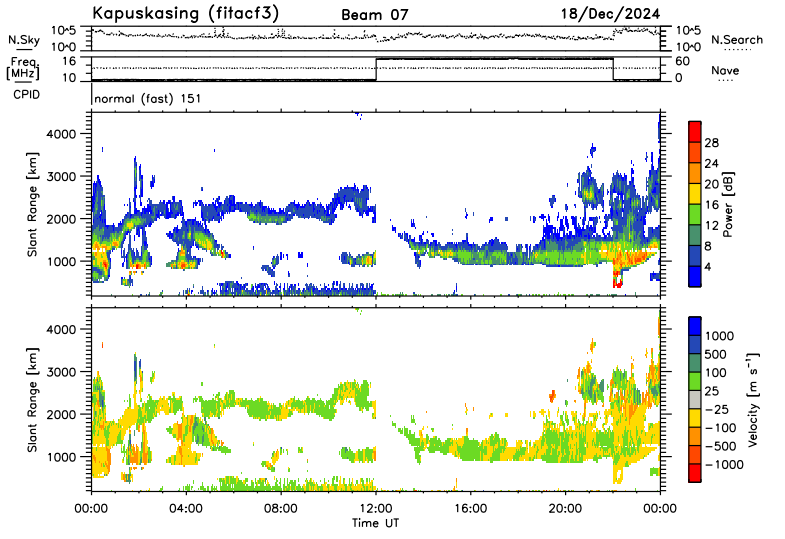 Kapuskasing (fitacf3) Beam 07 18/Dec/2024
N.Sky 10^5 10^0 10^5 10^0 N.Search
Freq. [MHz] 16 10 60 0 Nave
CPID normal (fast) 151
Slant Range [km]
4000
3000
2000
1000
28
24
20
16
12
8
4
Power [dB]
Slant Range [km]
4000
3000
2000
1000
1000
500
100
25
−25
−100
−500
−1000
Velocity [m s⁻¹]
00:00 04:00 08:00 12:00 16:00 20:00 00:00
Time UT